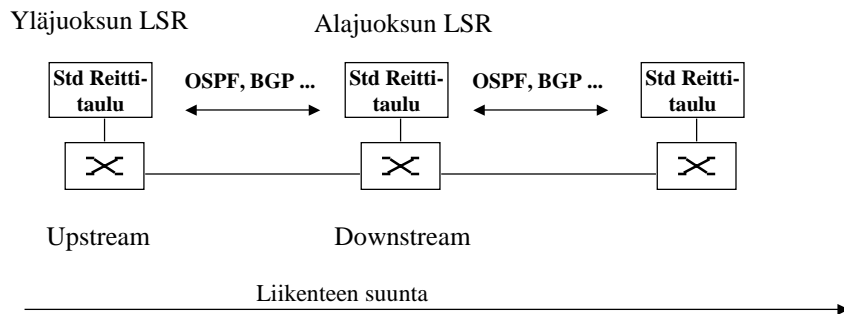 Yläjuoksun LSR
Alajuoksun LSR
Std Reitti-
taulu
OSPF, BGP ...
Std Reitti-
taulu
OSPF, BGP ...
Std Reitti-
taulu
Upstream
Downstream
Liikenteen suunta